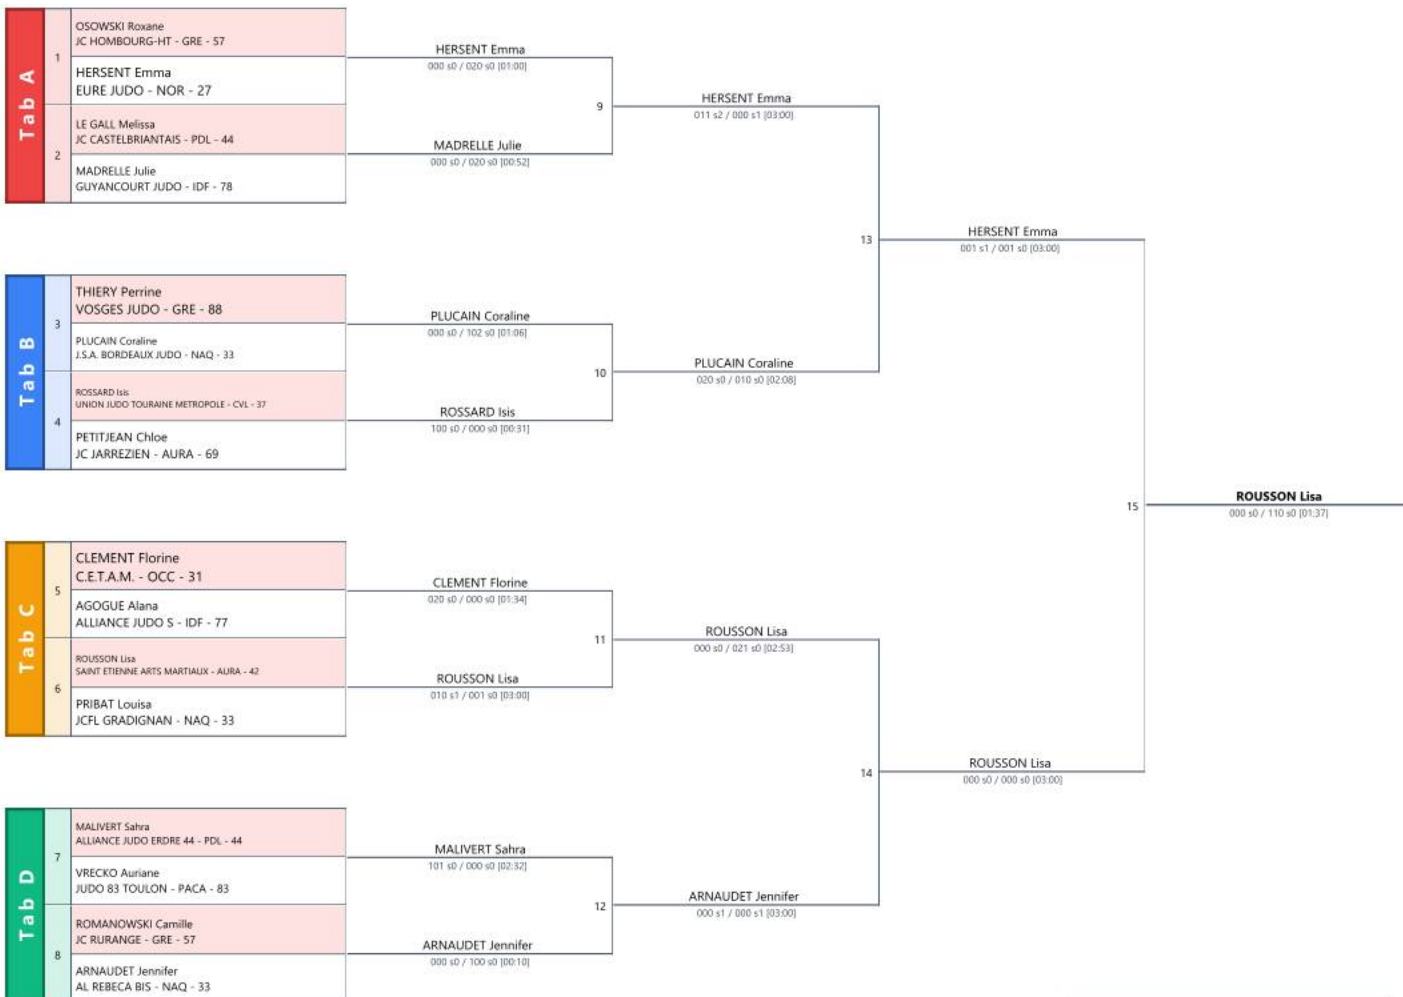 Tab A
1
OSOWSKI Roxane
JC HOMBOURG-HT - GRE - 57
HERSENT Emma
EURE JUDO - NOR - 27
2
LE GALL Melissa
JC CASTELBRIANTAIS - PDL - 44
MADRELLE Julie
GUYANCOURT JUDO - IDF - 78
Tab B
3
THIERY Perrine
VOSGES JUDO - GRE - 88
PLUCAIN Coraline
J.S.A. BORDEAUX JUDO - NAQ - 33
4
ROSSARD Isis
UNION JUDO TOURAINE METROPOLE - CVL - 37
PETITJEAN Chloe
JC JARREZIEN - AURA - 69
Tab C
5
CLEMENT Florine
C.E.T.A.M. - OCC - 31
AGOGUE Alana
ALLIANCE JUDO S - IDF - 77
6
ROUSSON Lisa
SAINT ETIENNE ARTS MARTIAUX - AURA - 42
PRIBAT Louisa
JCFL GRADIGNAN - NAQ - 33
Tab D
7
MALIVERT Sahra
ALLIANCE JUDO ERDRE 44 - PDL - 44
VRECKO Auriane
JUDO 83 TOULON - PACA - 83
8
ROMANOWSKI Camille
JC RURANGE - GRE - 57
ARNAUDET Jennifer
AL REBECA BIS - NAQ - 33
HERSENT Emma
000 s0 / 020 s0 [01:00]
9
MADRELLE Julie
000 s0 / 020 s0 [00:52]
PLUCAIN Coraline
000 s0 / 102 s0 [01:06]
10
ROSSARD Isis
100 s0 / 000 s0 [00:31]
CLEMENT Florine
020 s0 / 000 s0 [01:34]
11
ROUSSON Lisa
010 s1 / 001 s0 [03:00]
MALIVERT Sahra
101 s0 / 000 s0 [02:32]
12
ARNAUDET Jennifer
000 s0 / 100 s0 [00:10]
HERSENT Emma
011 s2 / 000 s1 [03:00]
13
PLUCAIN Coraline
020 s0 / 010 s0 [02:08]
ROUSSON Lisa
000 s0 / 021 s0 [02:53]
14
ARNAUDET Jennifer
000 s1 / 000 s1 [03:00]
HERSENT Emma
001 s1 / 001 s0 [03:00]
15
ROUSSON Lisa
000 s0 / 000 s0 [03:00]
ROUSSON Lisa
000 s0 / 110 s0 [01:37]